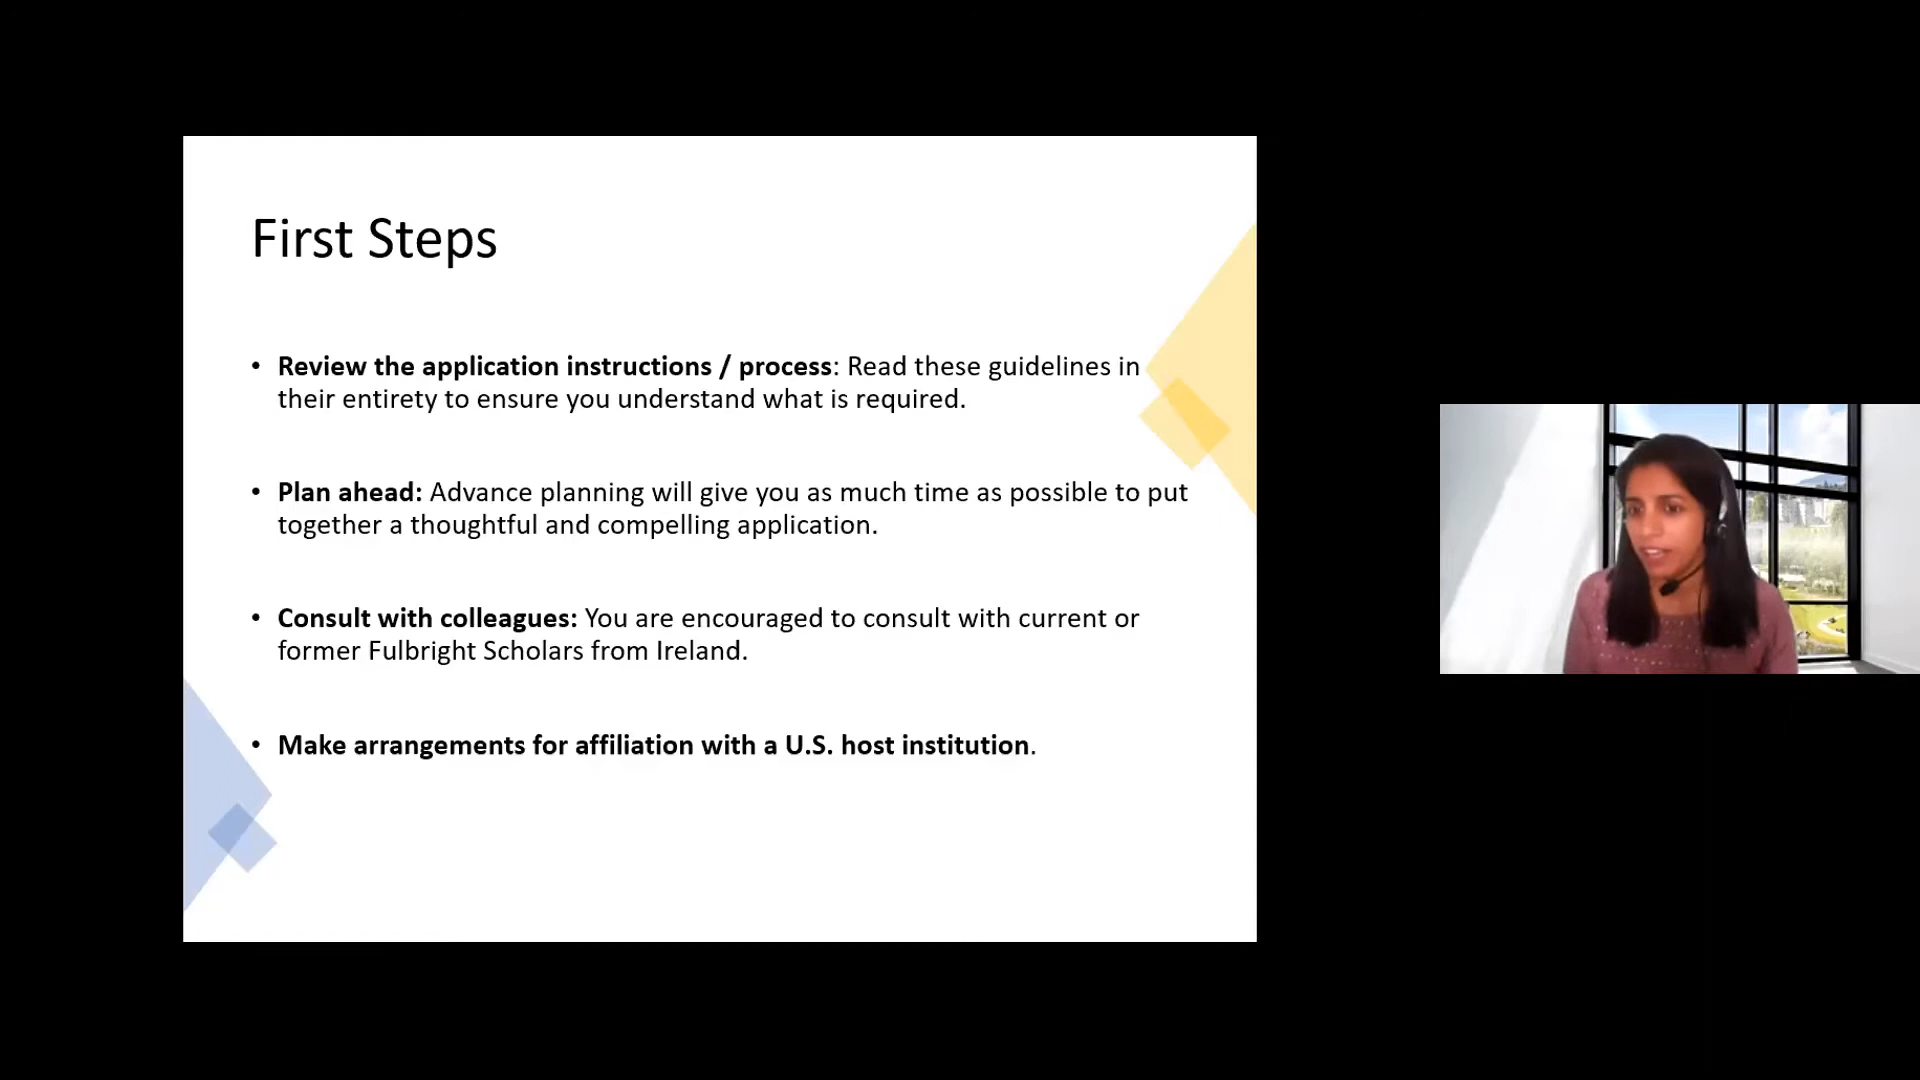 First Steps
• Review the application instructions / process: Read these guidelines in
their entirety to ensure you understand what is required.
• Plan ahead: Advance planning will give you as much time as possible to put
together a thoughtful and compelling application.
• Consult with colleagues: You are encouraged to consult with current or
former Fulbright Scholars from Ireland.
• Make arrangements for affiliation with a U.S. host institution.